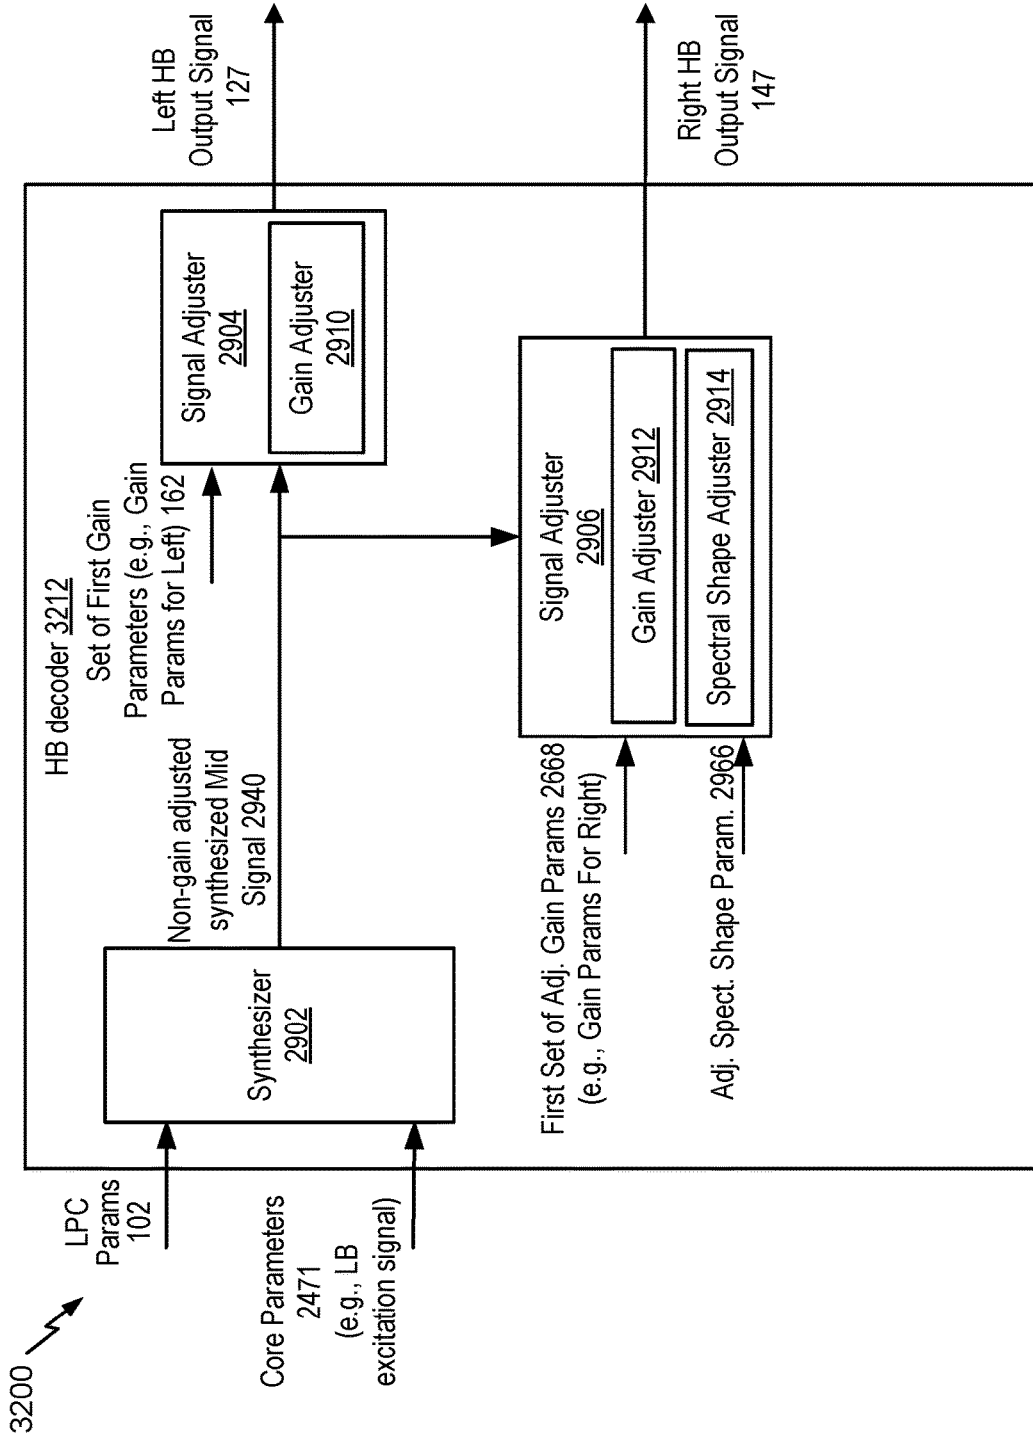 3200
LPC
Params
102
Core Parameters
2471
(e.g., LB
excitation signal)
HB decoder 3212
Synthesizer
2902
Non-gain adjusted
synthesized Mid
Signal 2940
Set of First Gain
Parameters (e.g., Gain
Params for Left) 162
Signal Adjuster
2904
Gain Adjuster
2910
Left HB
Output Signal
127
First Set of Adj. Gain Params 2668
(e.g., Gain Params For Right)
Adj. Spect. Shape Param. 2966
Signal Adjuster
2906
Gain Adjuster 2912
Spectral Shape Adjuster 2914
Right HB
Output Signal
147